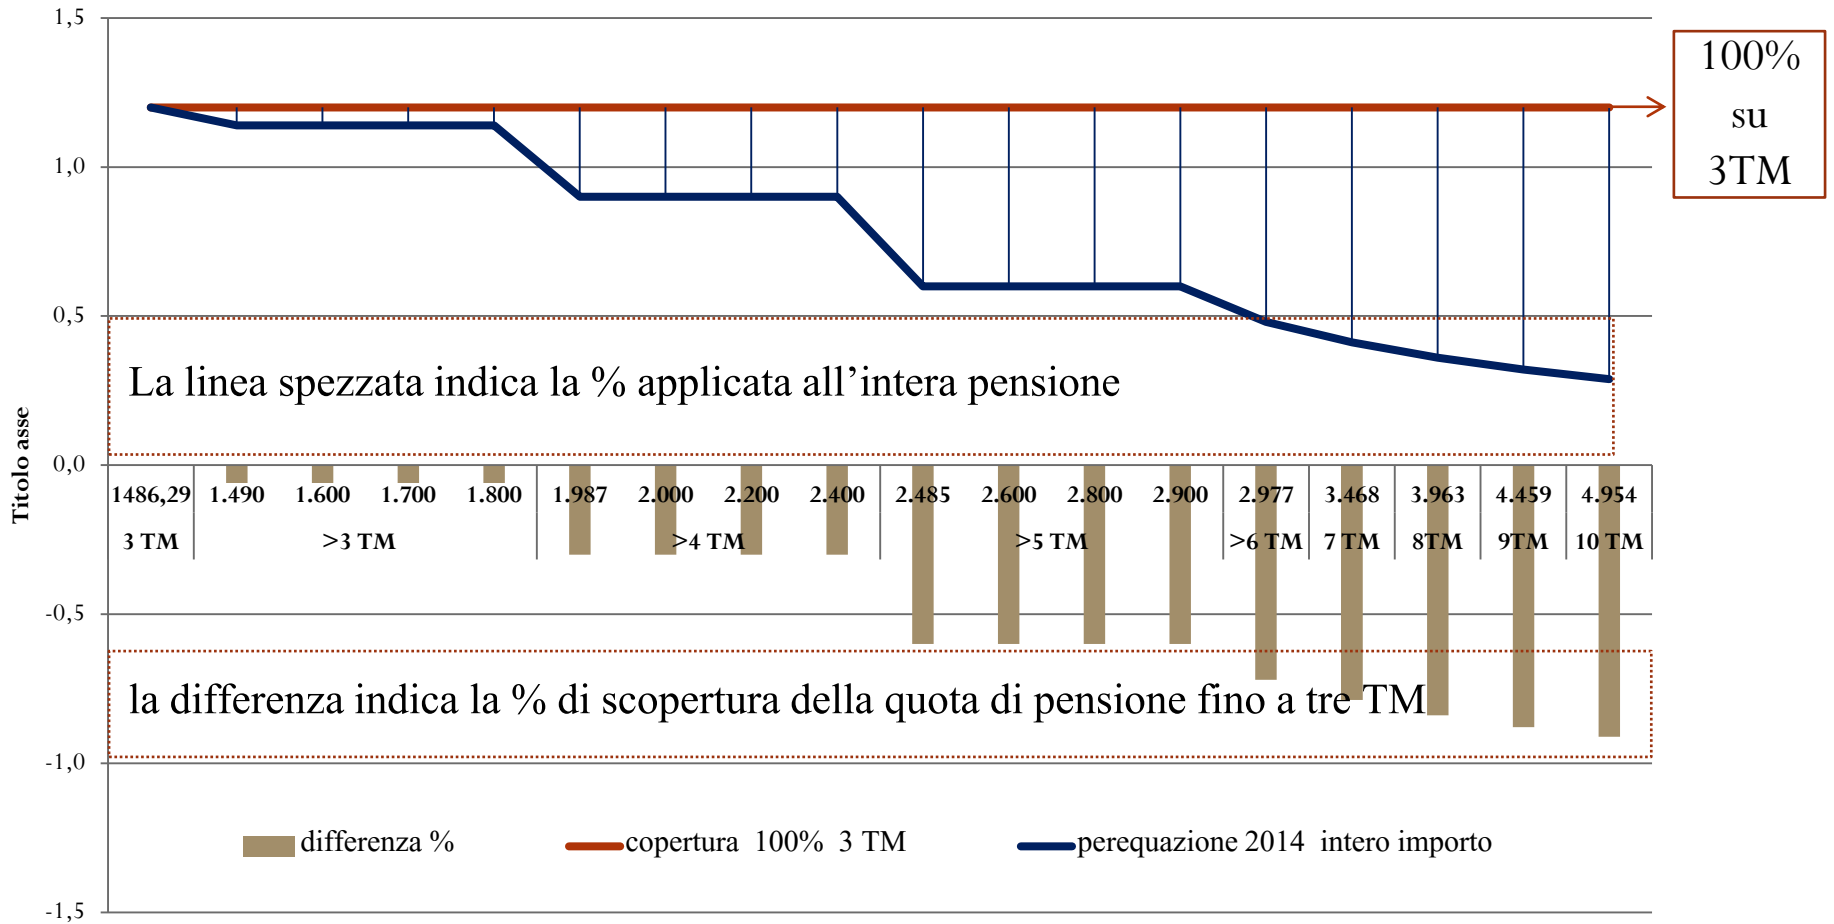 1,5
1,0
0,5
0,0
-0,5
-1,0
-1,5
Titolo asse
100%
su
3TM
La linea spezzata indica la % applicata all’intera pensione
1486,29 1.490 1.600 1.700 1.800 1.987 2.000 2.200 2.400 2.485 2.600 2.800 2.900 2.977 3.468 3.963 4.459 4.954
3 TM >3 TM >4 TM >5 TM >6 TM 7 TM 8TM 9TM 10 TM
la differenza indica la % di scopertura della quota di pensione fino a tre TM
differenza % copertura 100% 3 TM perequazione 2014 intero importo